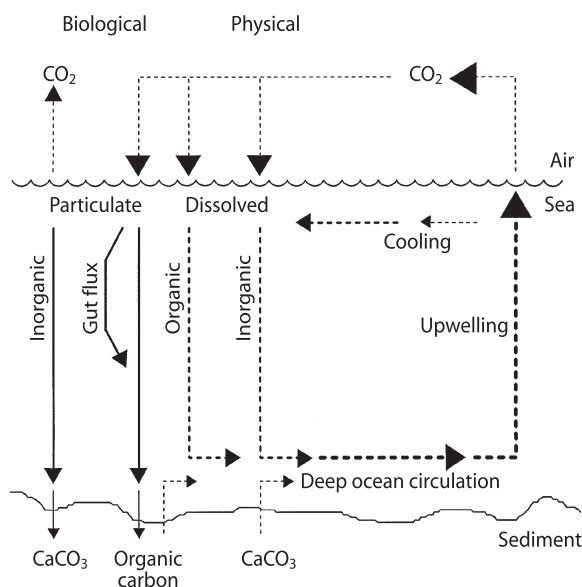 Biological Physical
CO₂ CO₂
Air
Particulate Dissolved Sea
Cooling
Inorganic
Gut flux
Organic
Inorganic
Upwelling
Deep ocean circulation
Sediment
CaCO₃ Organic CaCO₃
carbon